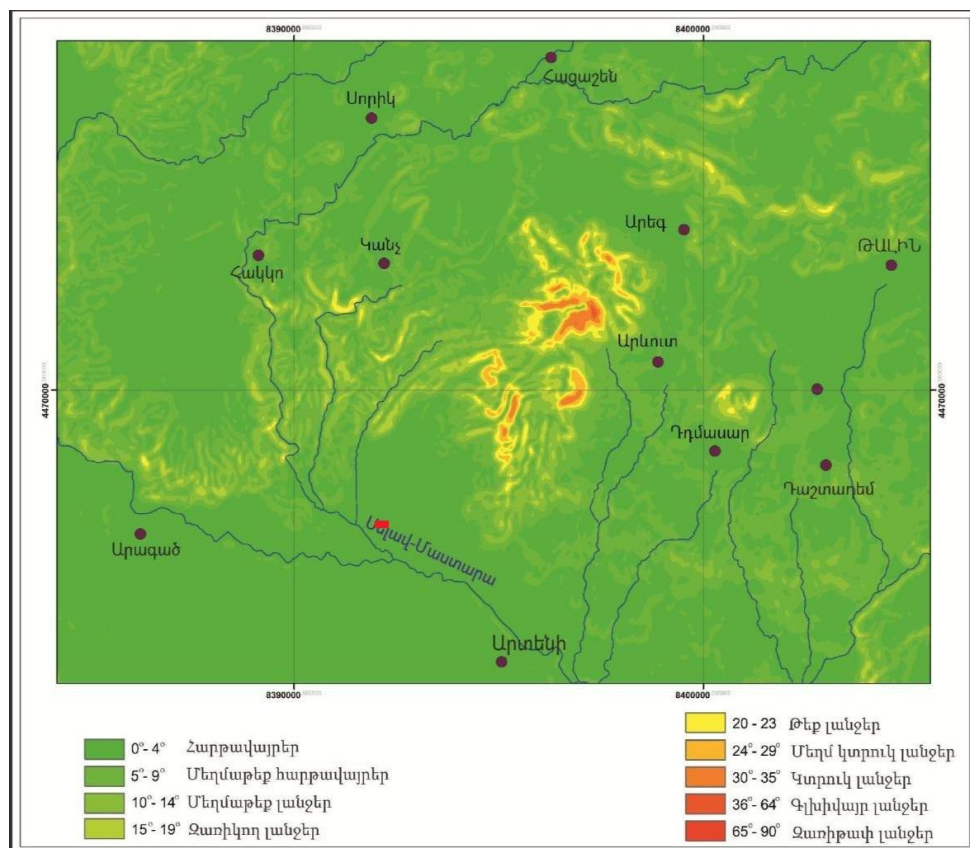 8390000
8400000
Հացաշեն
Սորիկ
Արեգ
Կանչ
ԹԱԼԻՆ
Հակկո
Արևուտ
4470000
4470000
Դդմասար
Դաշտադեմ
Արագած
Սելավ-Մաստարա
Արտենի
8390000
8400000
0°- 4° Հարթավայրեր
5°- 9° Մեղմաթեք հարթավայրեր
10°- 14° Մեղմաթեք լանջեր
15°- 19° Զառիկող լանջեր
20 - 23 Թեք լանջեր
24°- 29° Մեղմ կտրուկ լանջեր
30°- 35° Կտրուկ լանջեր
36°- 64° Գլխիվայր լանջեր
65°- 90° Զառիթափ լանջեր